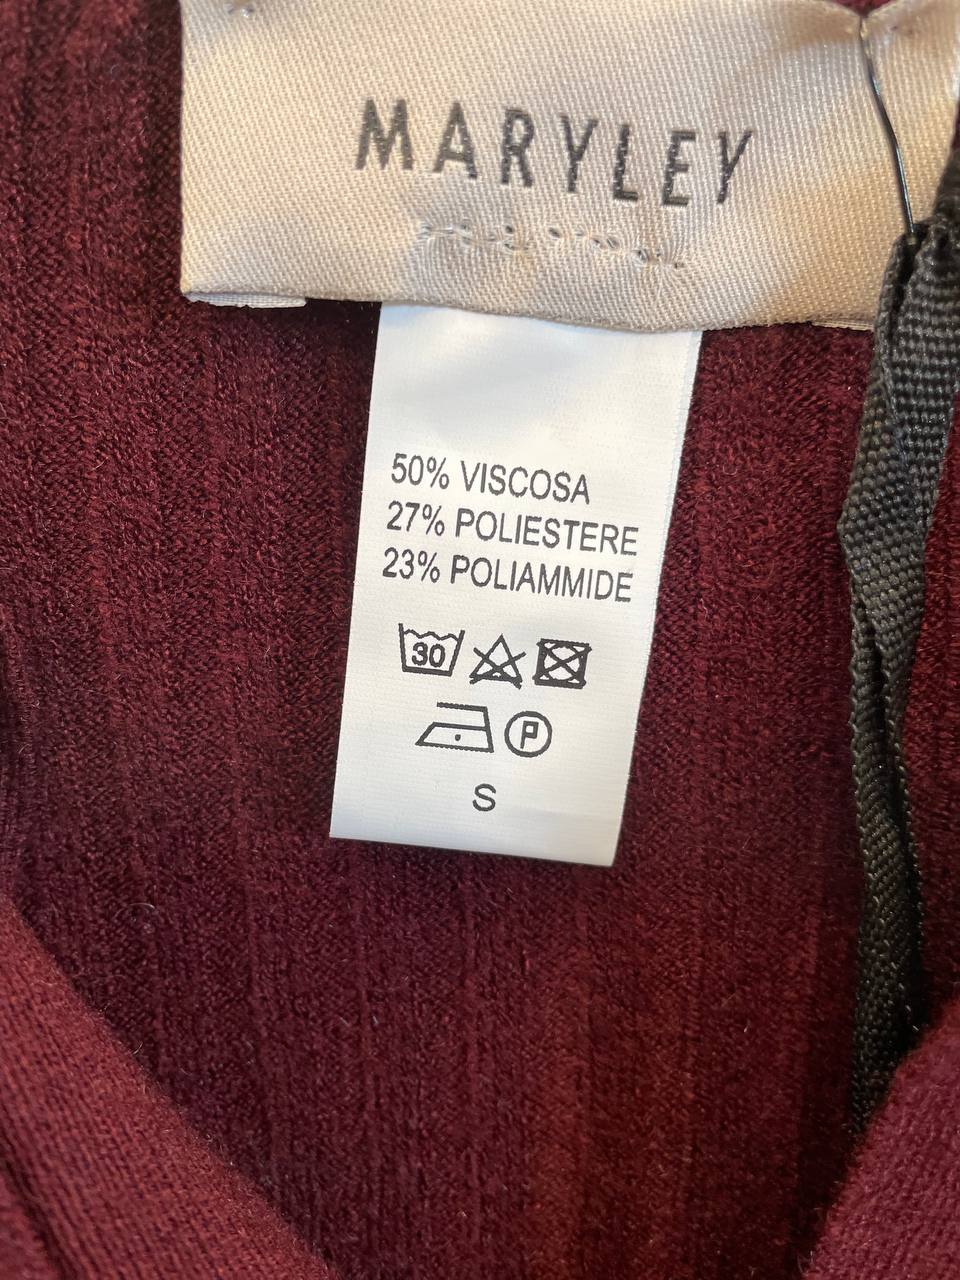 MARYLEY
50% VISCOSA
27% POLIESTERE
23% POLIAMMIDE
30
P
S